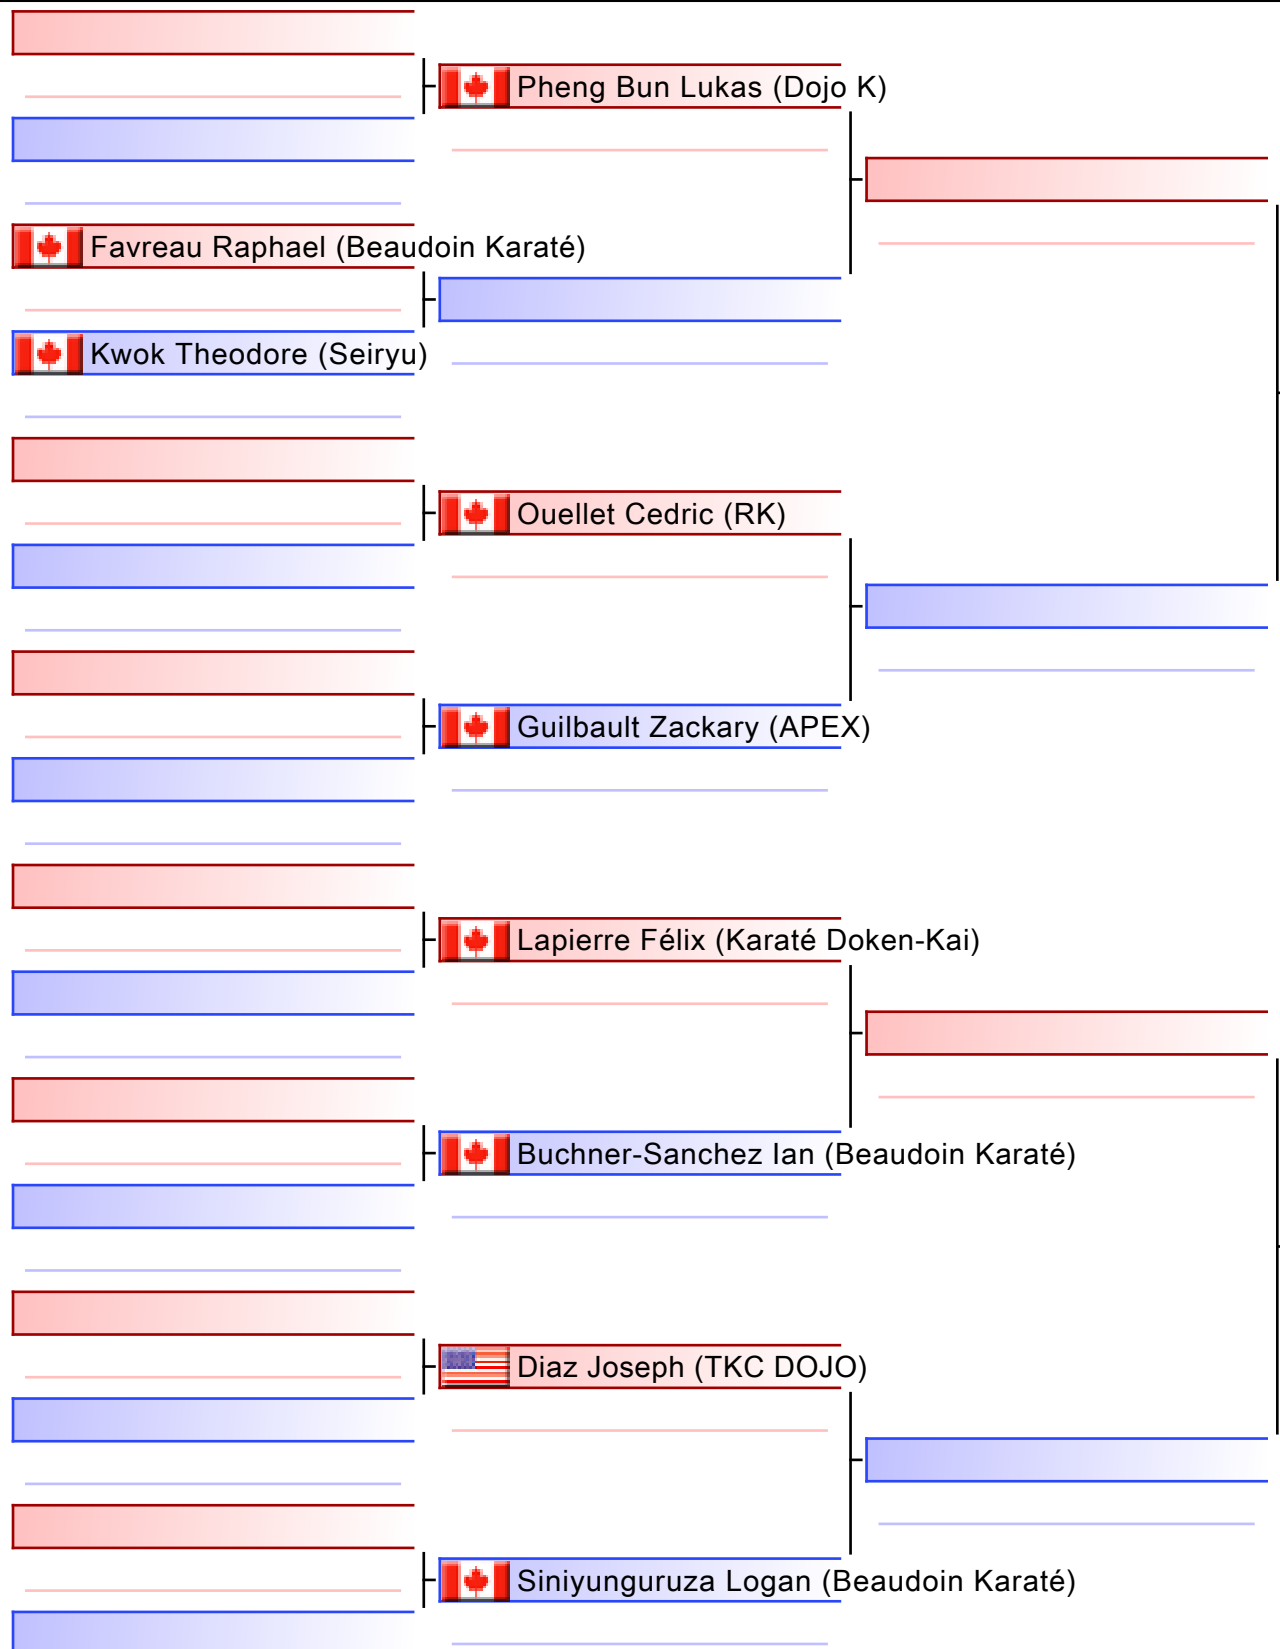 Pheng Bun Lukas (Dojo K)
Favreau Raphael (Beaudoin Karaté)
Kwok Theodore (Seiryu)
Ouellet Cedric (RK)
Guilbault Zackary (APEX)
Lapierre Félix (Karaté Doken-Kai)
Buchner-Sanchez Ian (Beaudoin Karaté)
Diaz Joseph (TKC DOJO)
Siniyunguruza Logan (Beaudoin Karaté)